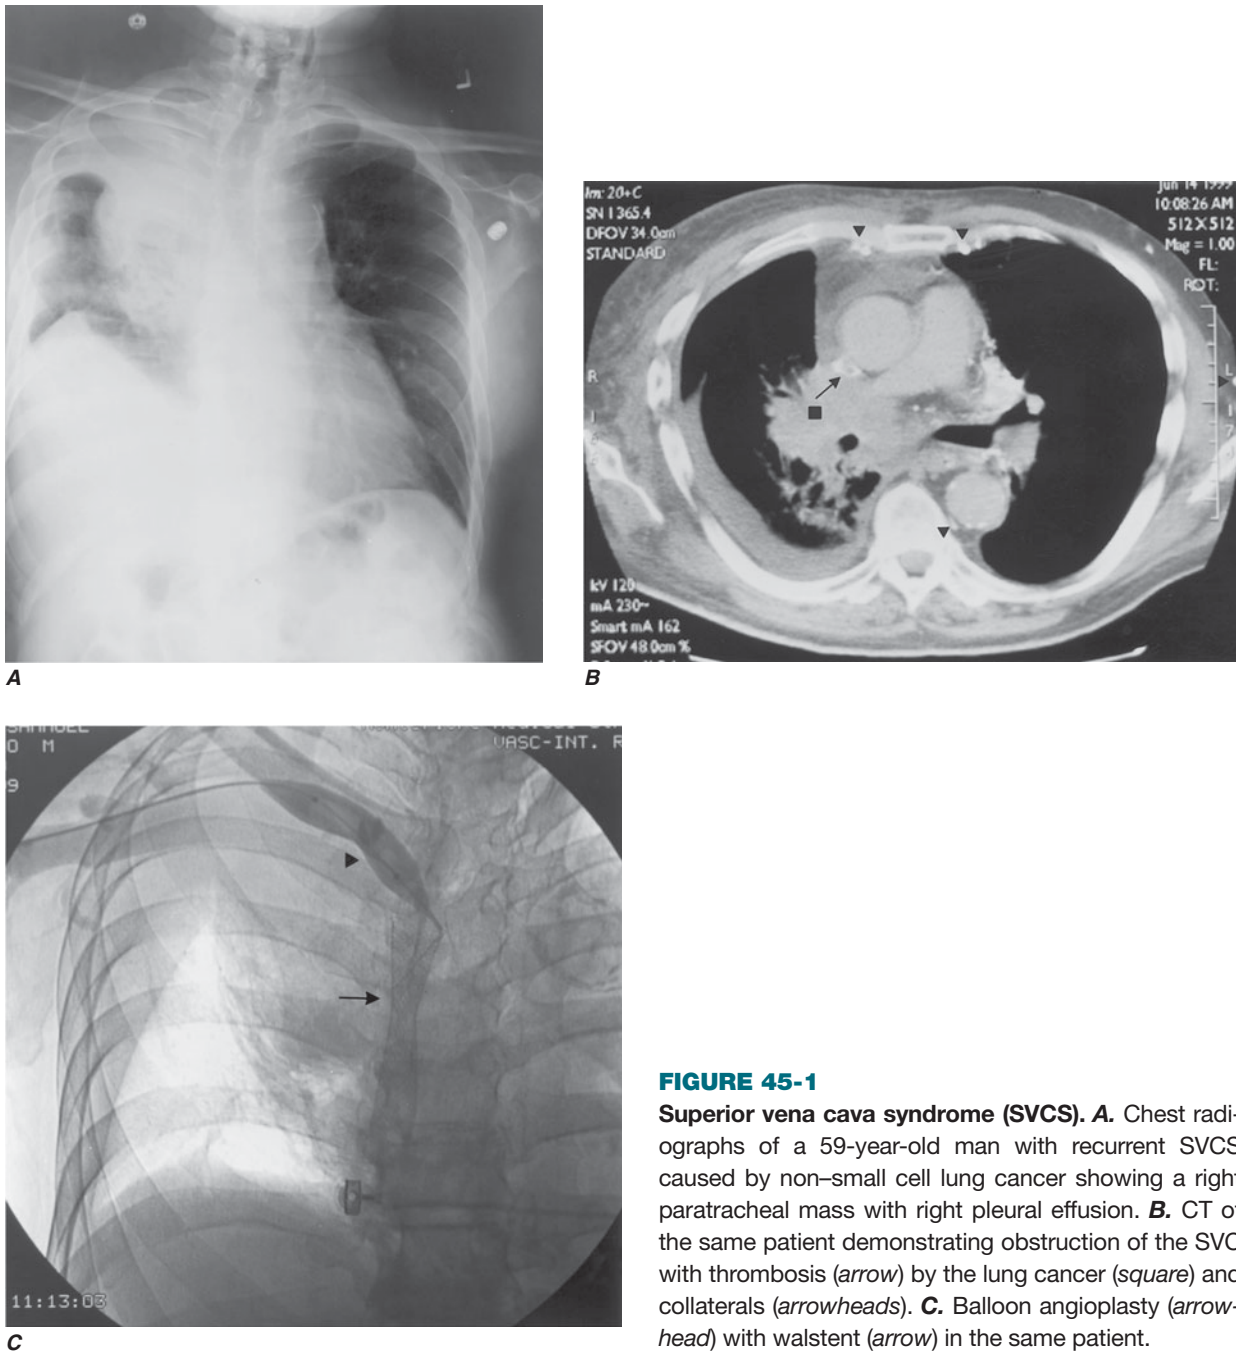 L
A
Im: 20+C
SN 1365.4
DFOV 34.0cm
STANDARD
Jun 14 1999
10:08:26 AM
512X512
Mag = 1.00
FL:
ROT:
R
L
kV 120
mA 230~
Smart mA 162
SFOV 48.0cm %
B
O M
VASC-INT. R
9
11:13:03
C
FIGURE 45-1
Superior vena cava syndrome (SVCS). A. Chest radi-
ographs of a 59-year-old man with recurrent SVCS
caused by non–small cell lung cancer showing a right
paratracheal mass with right pleural effusion. B. CT of
the same patient demonstrating obstruction of the SVC
with thrombosis (arrow) by the lung cancer (square) and
collaterals (arrowheads). C. Balloon angioplasty (arrow-
head) with walstent (arrow) in the same patient.